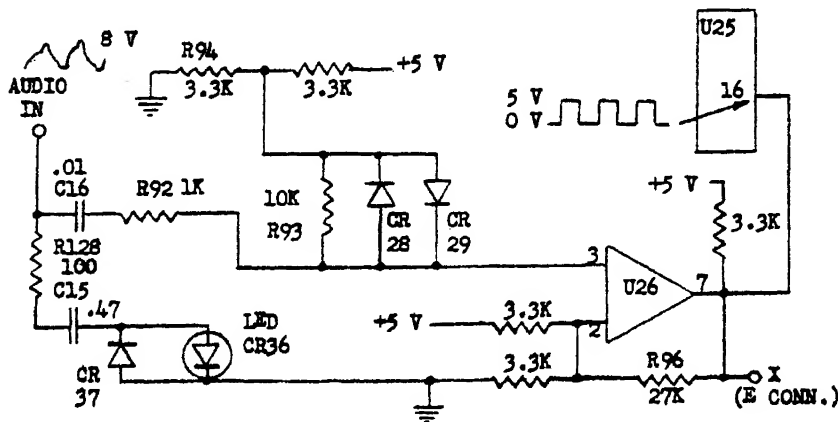 8 V
AUDIO
IN
R94
3.3K
3.3K
+5 V
U25
16
5 V
0 V
.01
C16
R92 1K
10K
R93
CR
28
CR
29
+5 V
3.3K
R128
100
C15
.47
3
2
U26
7
+5 V
3.3K
3.3K
LED
CR36
CR
37
R96
27K
X
(E CONN.)